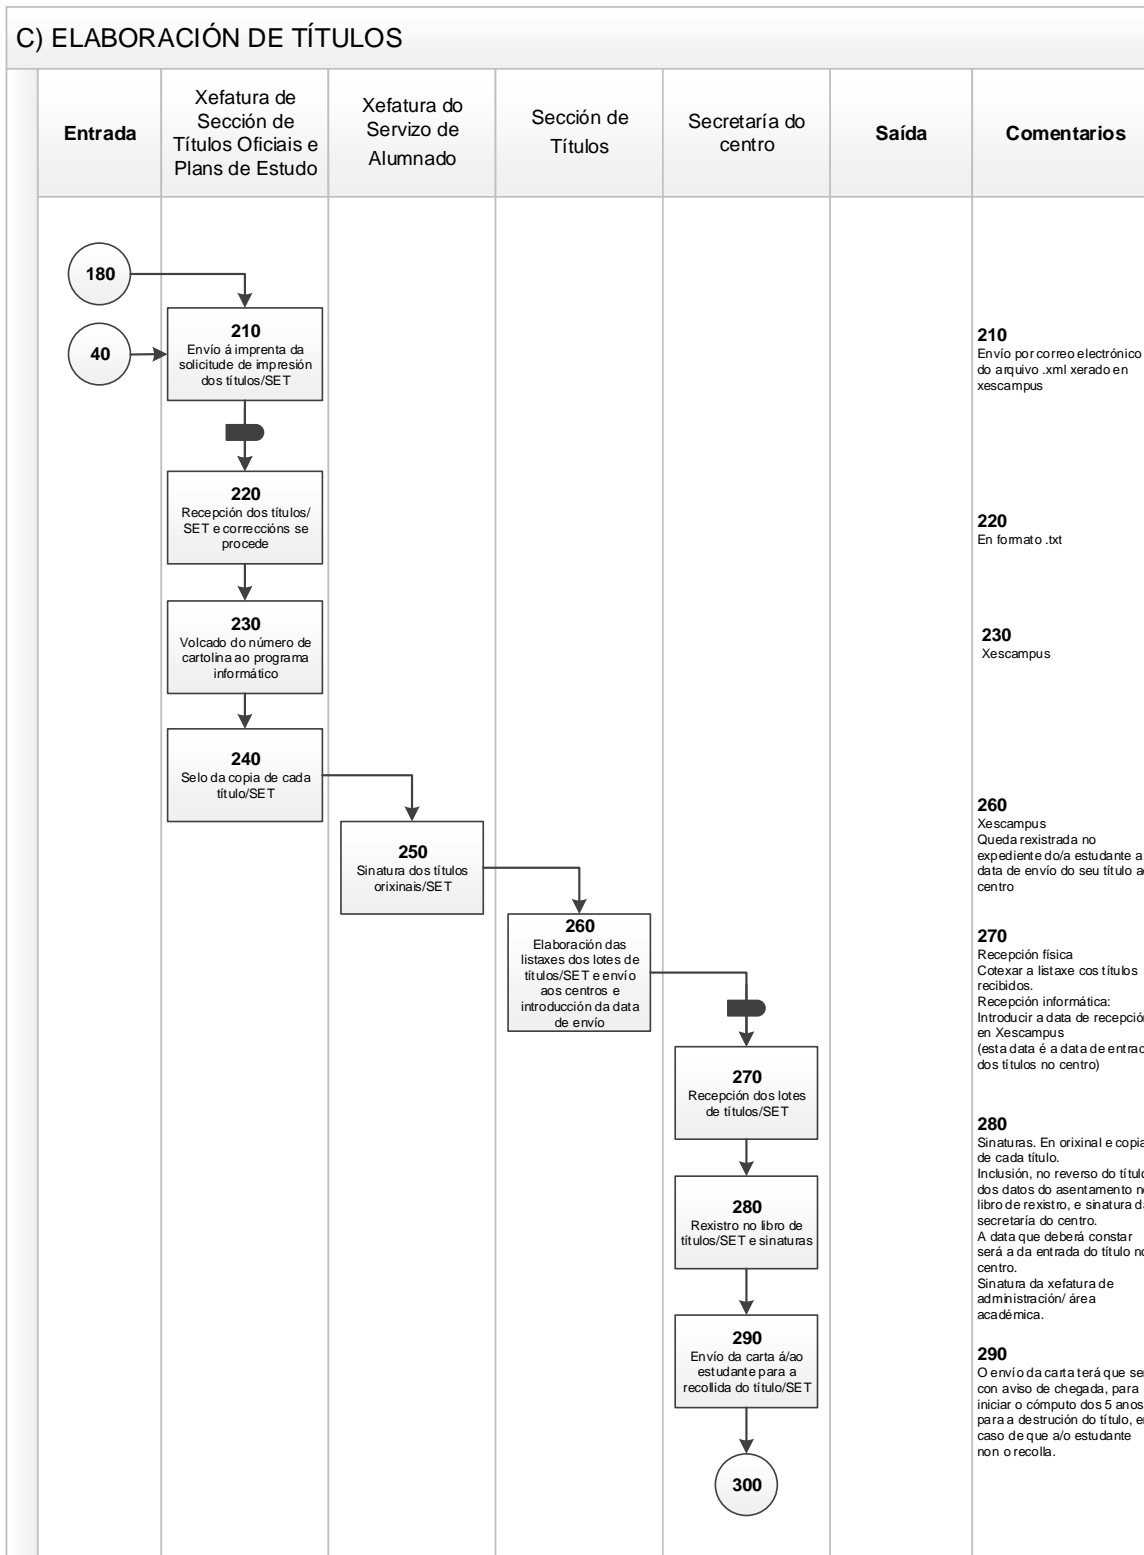 C) ELABORACIÓN DE TÍTULOS
Entrada
Xefatura de
Sección de
Títulos Oficiais e
Plans de Estudo
Xefatura do
Servizo de
Alumnado
Sección de
Títulos
Secretaría do
centro
Saída
Comentarios
180
40
210
Envío á imprenta da
solicitude de impresión
dos títulos/SET
220
Recepción dos títulos/
SET e correccións se
procede
230
Volcado do número de
cartolina ao programa
informático
240
Selo da copia de cada
título/SET
250
Sinatura dos títulos
orixinais/SET
260
Elaboración das
listaxes dos lotes de
títulos/SET e envío
aos centros e
introducción da data
de envío
270
Recepción dos lotes
de títulos/SET
280
Rexistro no libro de
títulos/SET e sinaturas
290
Envío da carta á/ao
estudante para a
recollida do título/SET
300
210
Envío por correo electrónico
do arquivo .xml xerado en
xescampus
220
En formato .txt
230
Xescampus
260
Xescampus
Queda rexistrada no
expediente do/a estudante a
data de envío do seu título
centro
270
Recepción física
Cotexar a listaxe cos títulos
recibidos.
Recepción informática:
Introducir a data de recepción
en Xescampus
(esta data é a data de
dos títulos no centro)
280
Sinaturas. En orixinal e copia
de cada título.
Inclusión, no reverso do título
dos datos do asentamento
libro de rexistro, e sinatura
secretaría do centro.
A data que deberá constar
será a da entrada do título
centro.
Sinatura da xefatura de
administración/ área
académica.
290
O envío da carta terá que
con aviso de chegada, para
iniciar o cómputo dos 5 anos
para a destrución do título,
caso de que a/o estudante
non o recolla.